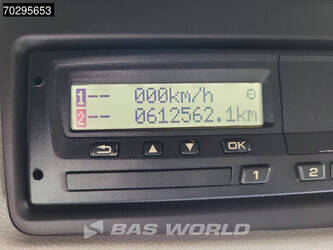 70295653
1-- 000km/h
2-- 0612562.1km
OK
1 2
BAS WORLD